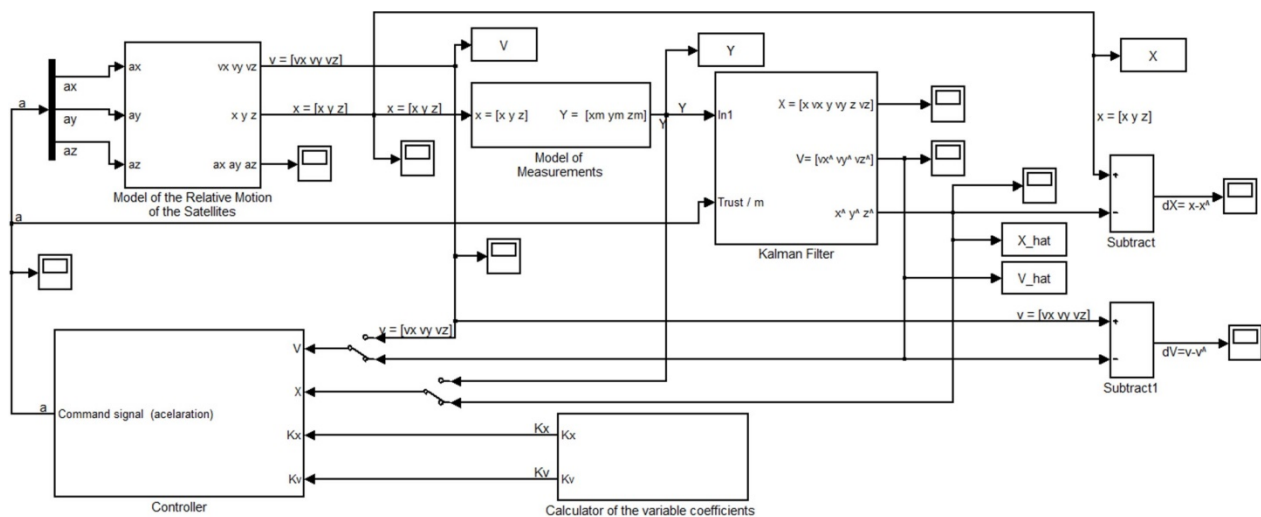 V
Y
X
v = [vx vy vz]
a
ax
ay
az
ax
ay
az
vx vy vz
x y z
ax ay az
Model of the Relative Motion
of the Satellites
x = [x y z]
x = [x y z]
x = [x y z]
Y = [xm ym zm]
Model of
Measurements
Y
Y
In1
Trust / m
X = [x vx y vy z vz]
V= [vx^ vy^ vz^]
x^ y^ z^
Kalman Filter
x = [x y z]
+
-
dX= x-x^
Subtract
X_hat
V_hat
a
v = [vx vy vz]
v = [vx vy vz]
+
-
dV=v-v^
Subtract1
V
X
Kx
Kv
a
Command signal (acelaration)
Controller
Kx
Kv
Kx
Kv
Calculator of the variable coefficients